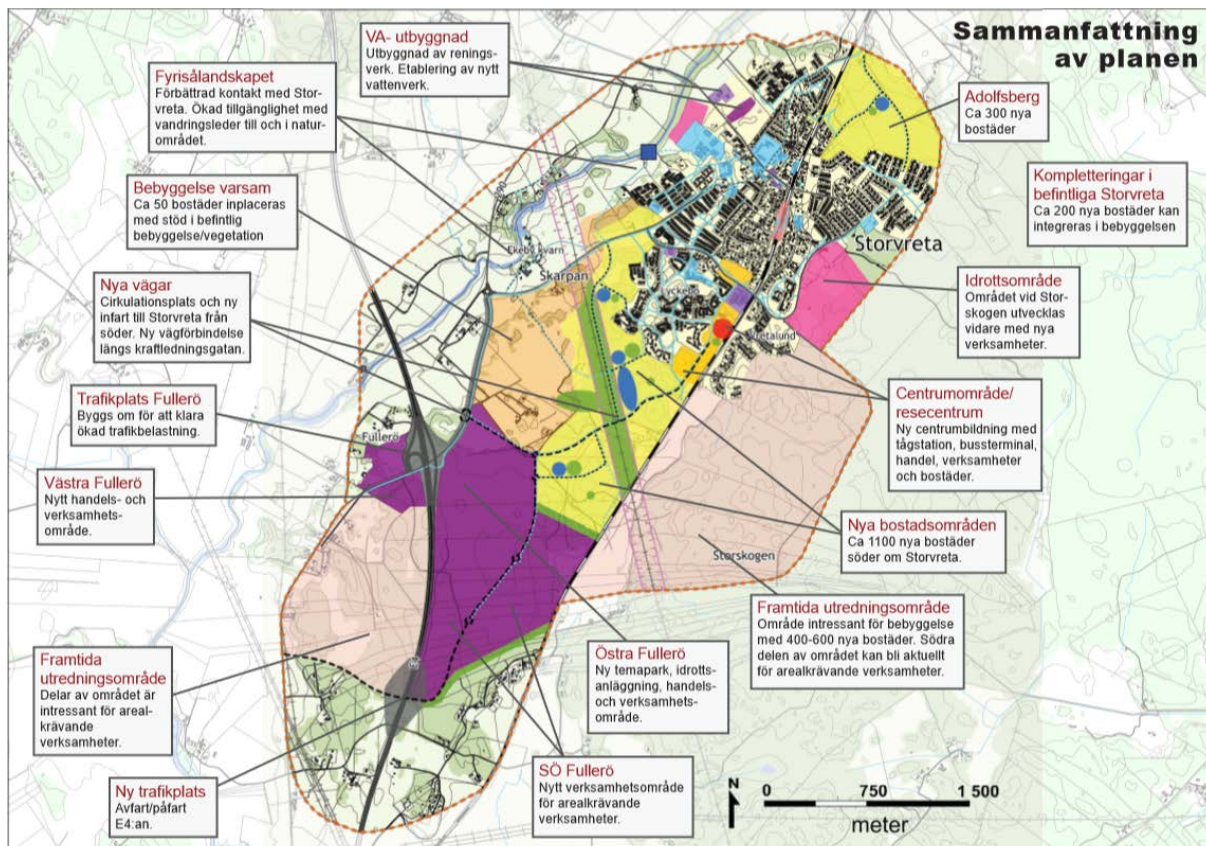 Sammanfattning
av planen
VA- utbyggnad
Utbyggnad av renings-
verk. Etablering av nytt
vattenverk.
Fyrisålandskapet
Förbättrad kontakt med Stor-
vreta. Ökad tillgänglighet med
vandringsleder till och i natur-
området.
Bebyggelse varsam
Ca 50 bostäder inplaceras
med stöd i befintlig
bebyggelse/vegetation
Nya vägar
Cirkulationsplats och ny
infart till Storvreta från
söder. Ny vägförbindelse
längs kraftledningsgatan.
Trafikplats Fullerö
Byggs om för att klara
ökad trafikbelastning.
Västra Fullerö
Nytt handels- och
verksamhets-
område.
Framtida
utredningsområde
Delar av området är
intressant för areal-
krävande
verksamheter.
Ny trafikplats
Avfart/påfart
E4:an.
Adolfsberg
Ca 300 nya
bostäder
Kompletteringar i
befintliga Storvreta
Ca 200 nya bostäder kan
integreras i bebyggelsen
Idrottsområde
Området vid Stor-
skogen utvecklas
vidare med nya
verksamheter.
Centrumområde/
resecentrum
Ny centrumbildning med
tågstation, bussterminal,
handel, verksamheter
och bostäder.
Nya bostadsområden
Ca 1100 nya bostäder
söder om Storvreta.
Framtida utredningsområde
Område intressant för bebyggelse
med 400-600 nya bostäder. Södra
delen av området kan bli aktuellt
för arealkrävande verksamheter.
Östra Fullerö
Ny temapark, idrotts-
anläggning, handels-
och verksamhets-
område.
SÖ Fullerö
Nytt verksamhetsområde
för arealkrävande
verksamheter.
Storvreta
Ekeby kvarn
Skarpan
Fullerö
Storskogen
N
0 750 1 500
meter